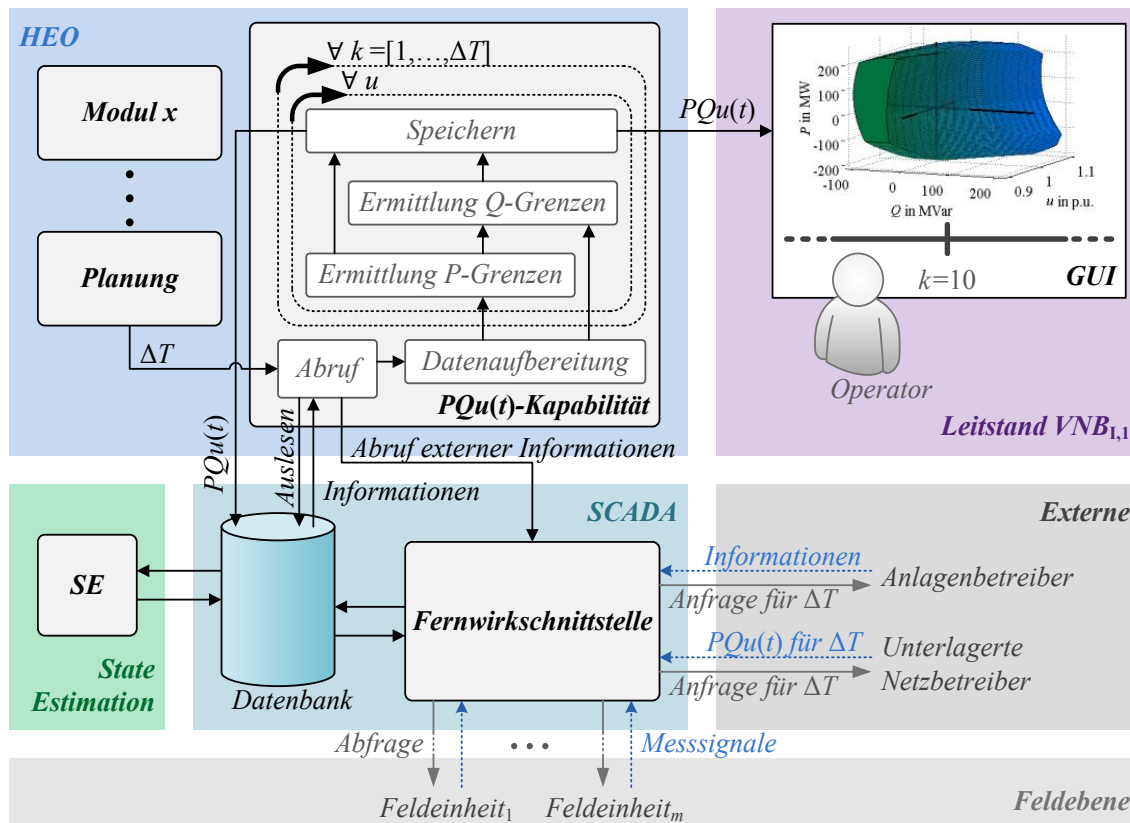 HEO
Modul x
Planung
ΔT
∀ k =[1,…,ΔT]
∀ u
Speichern
Ermittlung Q-Grenzen
Ermittlung P-Grenzen
Abruf
Datenaufbereitung
PQu(t)-Kapabilität
PQu(t)
P in MW
200
100
0
-100
-200
-100
0
100
200
Q in MVar
0.9
1
1.1
u in p.u.
k=10
GUI
Operator
Leitstand VNB_I,1
PQu(t)
Auslesen
Abruf externer Informationen
Informationen
SCADA
SE
State
Estimation
Datenbank
Fernwirkschnittstelle
Externe
Informationen
Anfrage für ΔT
Anlagenbetreiber
PQu(t) für ΔT
Anfrage für ΔT
Unterlagerte
Netzbetreiber
Abfrage
• • •
Messsignale
Feldeinheit_1
Feldeinheit_m
Feldebene